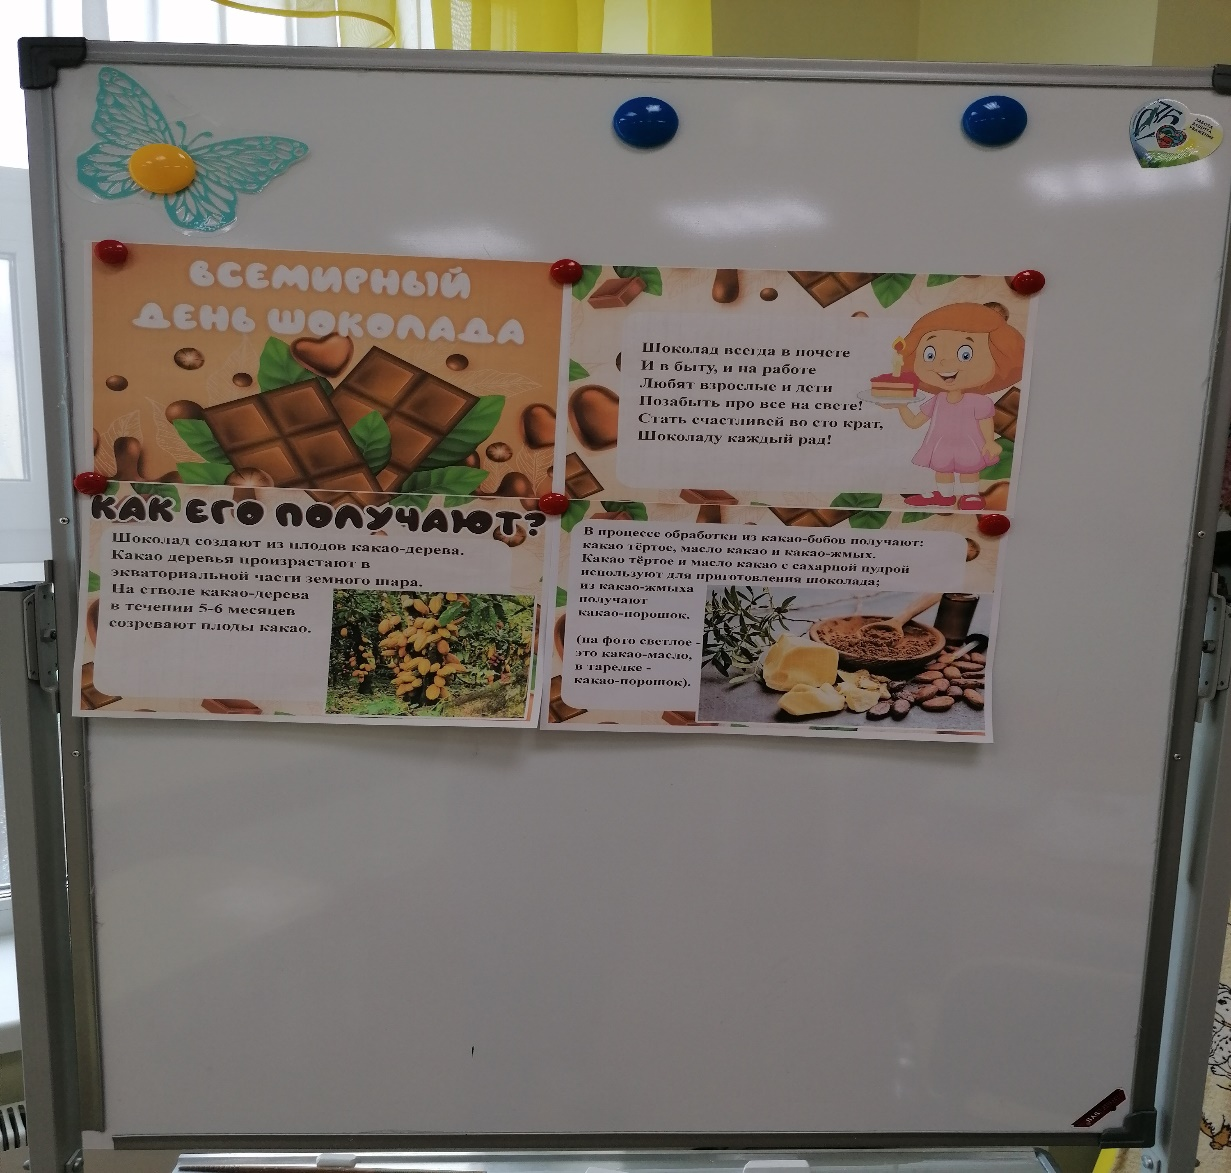 ВСЕМИРНЫЙ
ДЕНЬ ШОКОЛАДА
Шоколад всегда в почете
И в быту, и на работе
Любят взрослые и дети
Позабыть про все на свете!
Стать счастливей во сто крат,
Шоколаду каждый рад!
КАК ЕГО ПОЛУЧАЮТ?
Шоколад создают из плодов какао-дерева.
Какао деревья произрастают в
экваториальной части земного шара.
На стволе какао-дерева
в течении 5-6 месяцев
созревают плоды какао.
В процессе обработки из какао-бобов получают:
какао тёртое, масло какао и какао-жмых.
Какао тёртое и масло какао с сахарной пудрой
используют для приготовления шоколада;
из какао-жмыха
получают
какао-порошок.
(на фото светлое -
это какао-масло,
в тарелке -
какао-порошок).